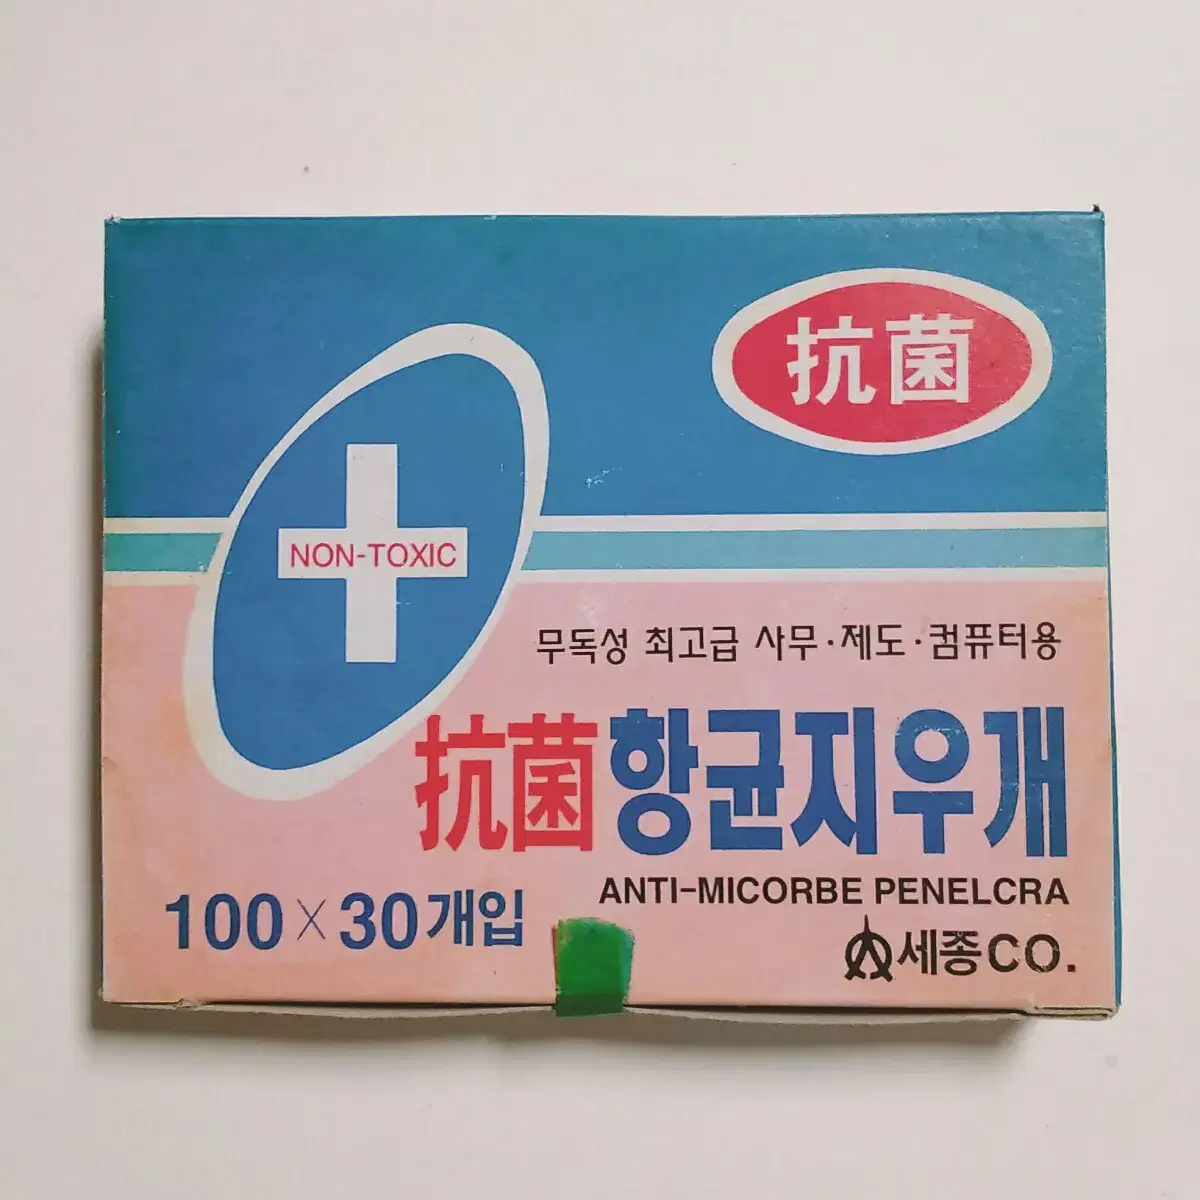 抗菌
NON-TOXIC
무독성 최고급 사무·제도·컴퓨터용
抗菌 항균지우개
ANTI-MICORBE PENELCRA
100×30개입
세종CO.